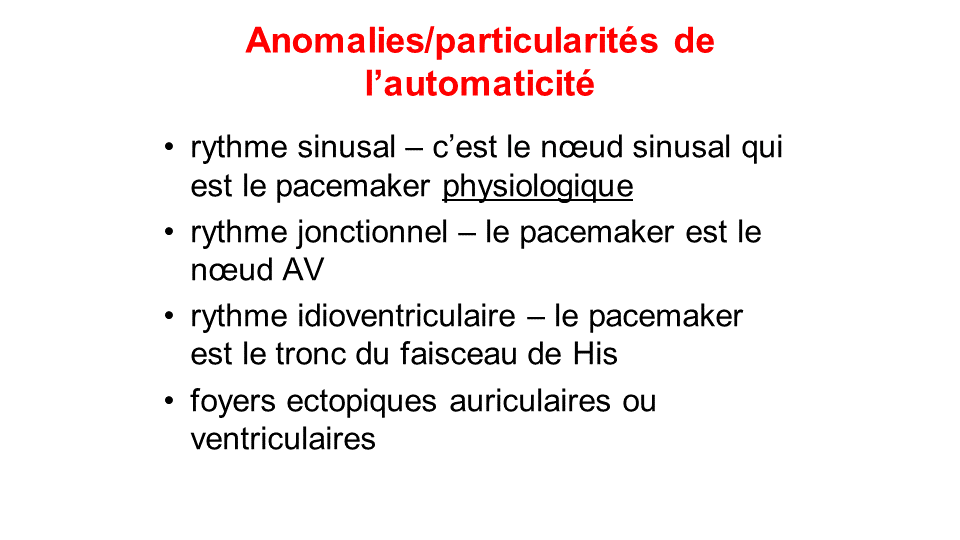 Anomalies/particularités de
l’automaticité
• rythme sinusal – c’est le nœud sinusal qui
est le pacemaker physiologique
• rythme jonctionnel – le pacemaker est le
nœud AV
• rythme idioventriculaire – le pacemaker
est le tronc du faisceau de His
• foyers ectopiques auriculaires ou
ventriculaires